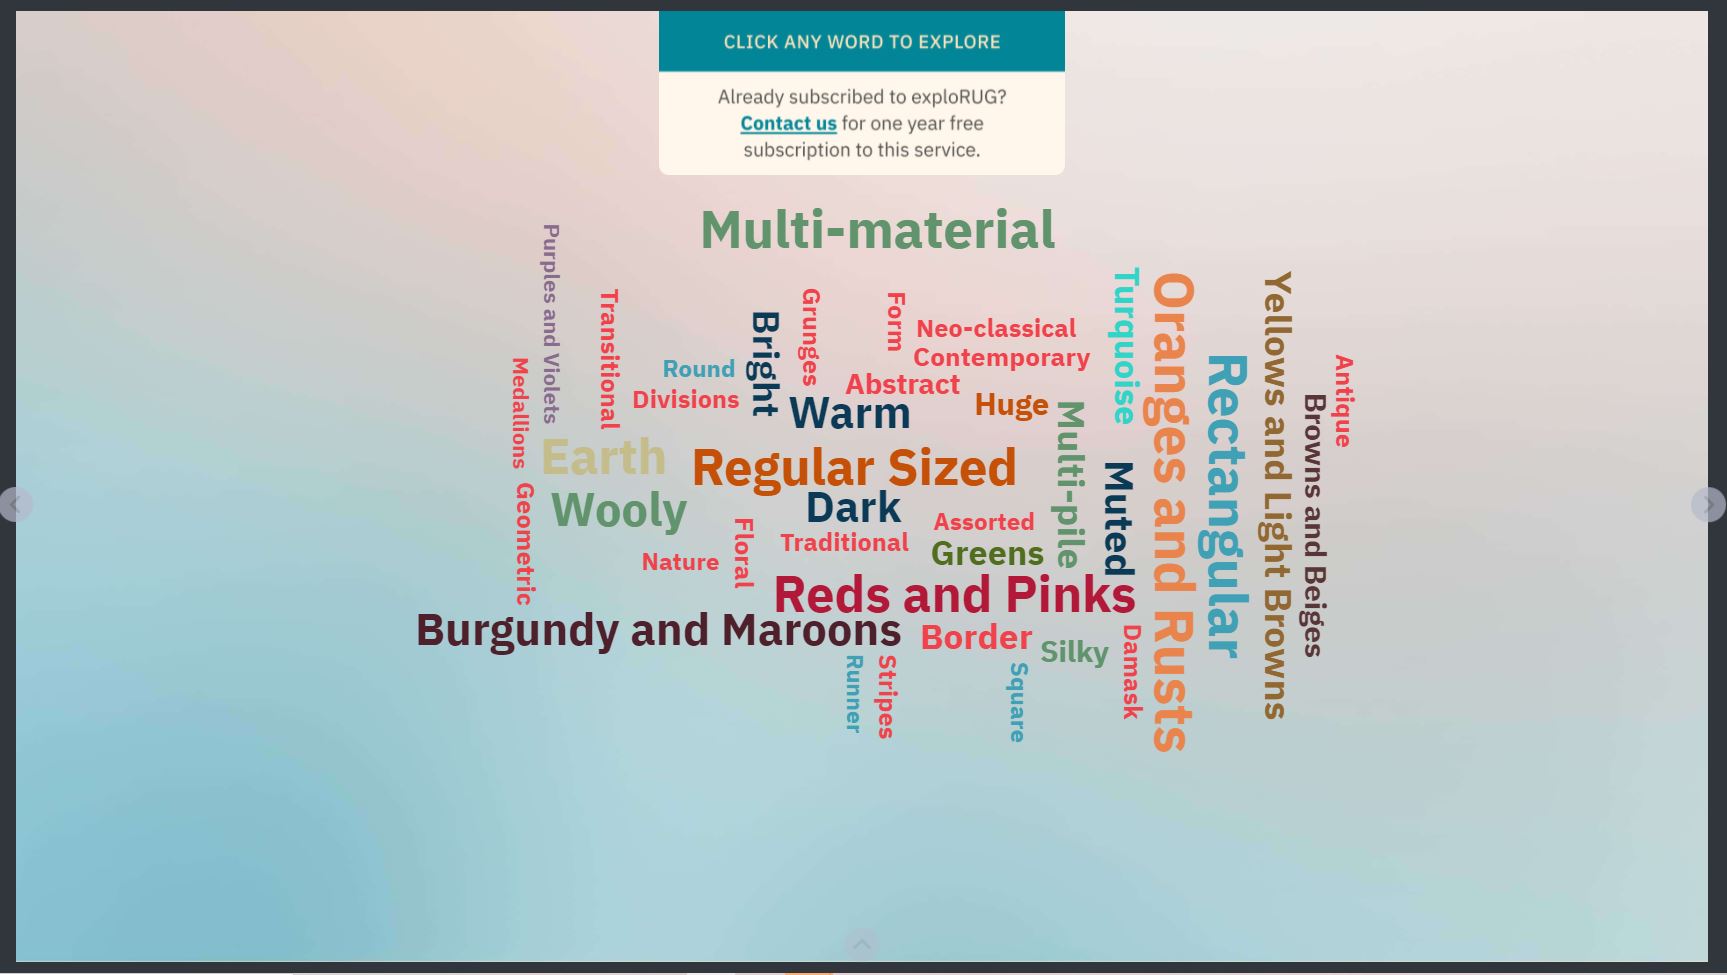 CLICK ANY WORD TO EXPLORE
Already subscribed to exploRUG?
Contact us for one year free
subscription to this service.
Multi-material
Purples and Violets
Transitional
Medallions
Round
Divisions
Bright
Grunges
Form
Neo-classical
Contemporary
Abstract
Warm
Huge
Turquoise
Oranges and Rusts
Rectangular
Yellows and Light Browns
Browns and Beiges
Antique
Earth
Regular Sized
Multi-pile
Muted
Wooly
Dark
Geometric
Floral
Nature
Traditional
Assorted
Greens
Reds and Pinks
Burgundy and Maroons
Border
Silky
Damask
Runner
Stripes
Square